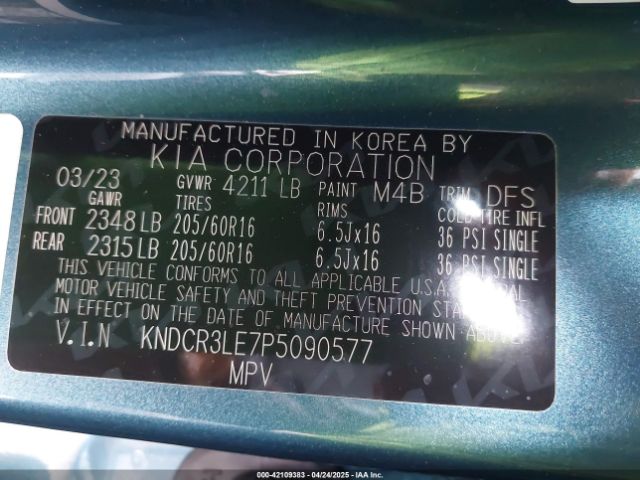 MANUFACTURED IN KOREA BY
KIA CORPORATION
03/23 GVWR 4211 LB PAINT M4B TRIM DFS
GAWR TIRES RIMS COLD TIRE INFL
FRONT 2348 LB 205/60R16 6.5Jx16 36 PSI SINGLE
REAR 2315 LB 205/60R16 6.5Jx16 36 PSI SINGLE
THIS VEHICLE CONFORMS TO ALL APPLICABLE U.S.A.
MOTOR VEHICLE SAFETY AND THEFT PREVENTION
IN EFFECT ON THE DATE OF MANUFACTURE SHOWN ABOVE.
V.I.N KNDCR3LE7P5090577
MPV
000-42109383 - 04/24/2025 - IAA Inc.